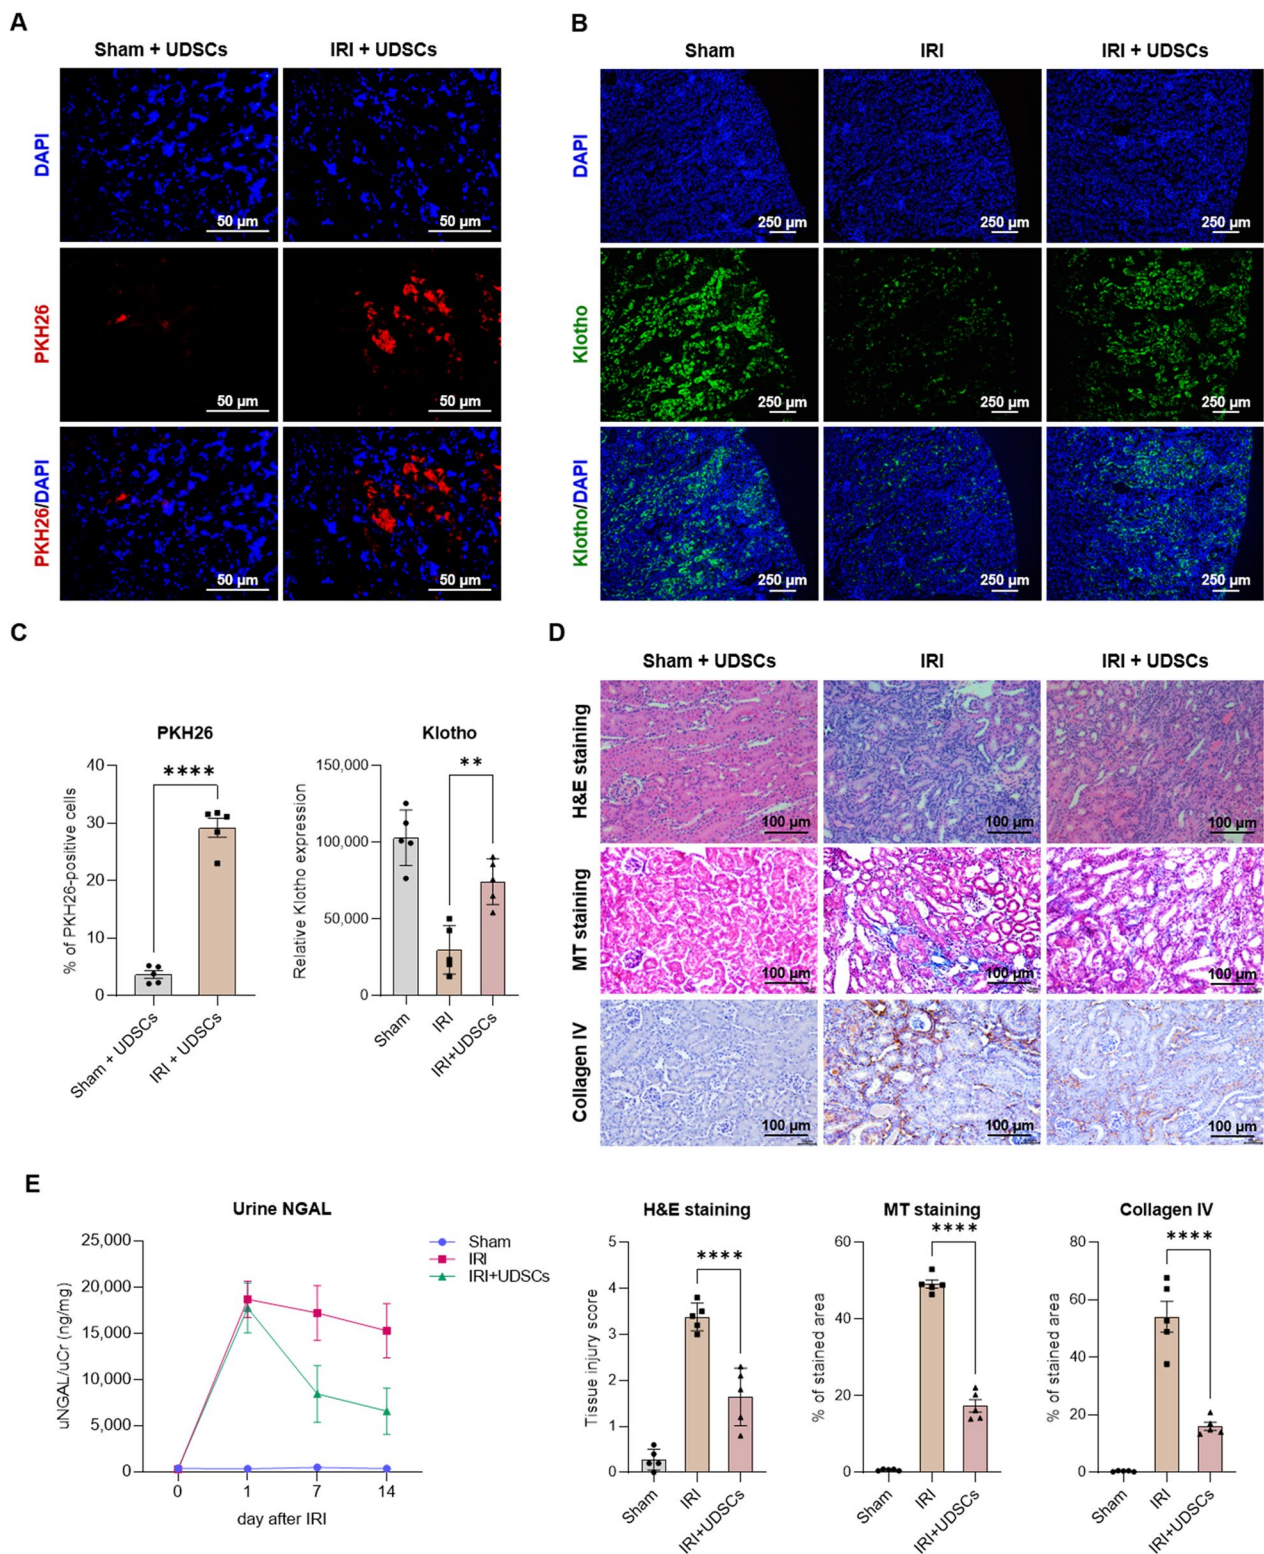 A
Sham + UDSCs
IRI + UDSCs
DAPI
50 µm
50 µm
PKH26
50 µm
50 µm
PKH26/DAPI
50 µm
50 µm
B
Sham
IRI
IRI + UDSCs
DAPI
250 µm
250 µm
250 µm
Klotho
250 µm
250 µm
250 µm
Klotho/DAPI
250 µm
250 µm
250 µm
C
PKH26
% of PKH26-positive cells
40
30
20
10
0
****
Sham + UDSCs
IRI + UDSCs
Klotho
Relative Klotho expression
150,000
100,000
50,000
0
**
Sham
IRI
IRI+UDSCs
D
Sham + UDSCs
IRI
IRI + UDSCs
H&E staining
100 µm
100 µm
100 µm
MT staining
100 µm
100 µm
100 µm
Collagen IV
100 µm
100 µm
100 µm
E
Urine NGAL
uNGAL/uCr (ng/mg)
25,000
20,000
15,000
10,000
5,000
0
0
1
7
14
day after IRI
Sham
IRI
IRI+UDSCs
H&E staining
Tissue injury score
5
4
3
2
1
0
****
Sham
IRI
IRI+UDSCs
MT staining
% of stained area
60
40
20
0
****
Sham
IRI
IRI+UDSCs
Collagen IV
% of stained area
80
60
40
20
0
****
Sham
IRI
IRI+UDSCs